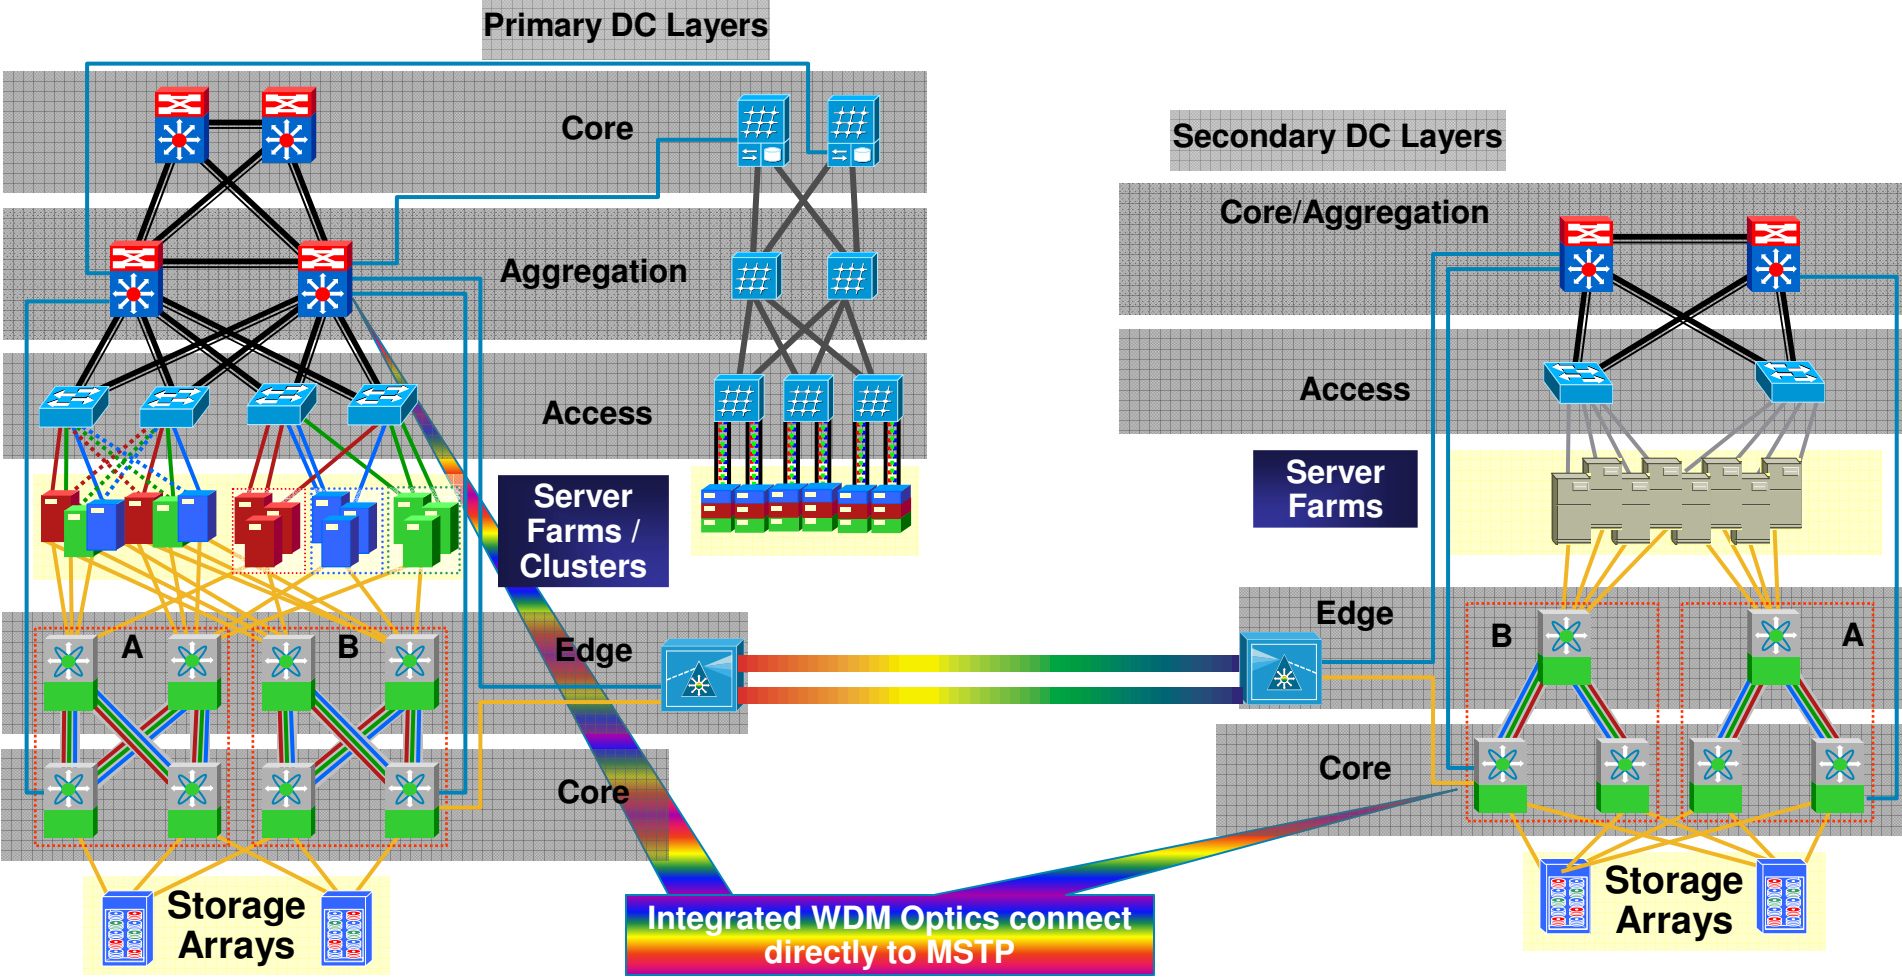 Primary DC Layers
Core
Aggregation
Access
Server
Farms /
Clusters
Edge
A
B
Core
Storage
Arrays
Integrated WDM Optics connect
directly to MSTP
Secondary DC Layers
Core/Aggregation
Access
Server
Farms
Edge
B
A
Core
Storage
Arrays